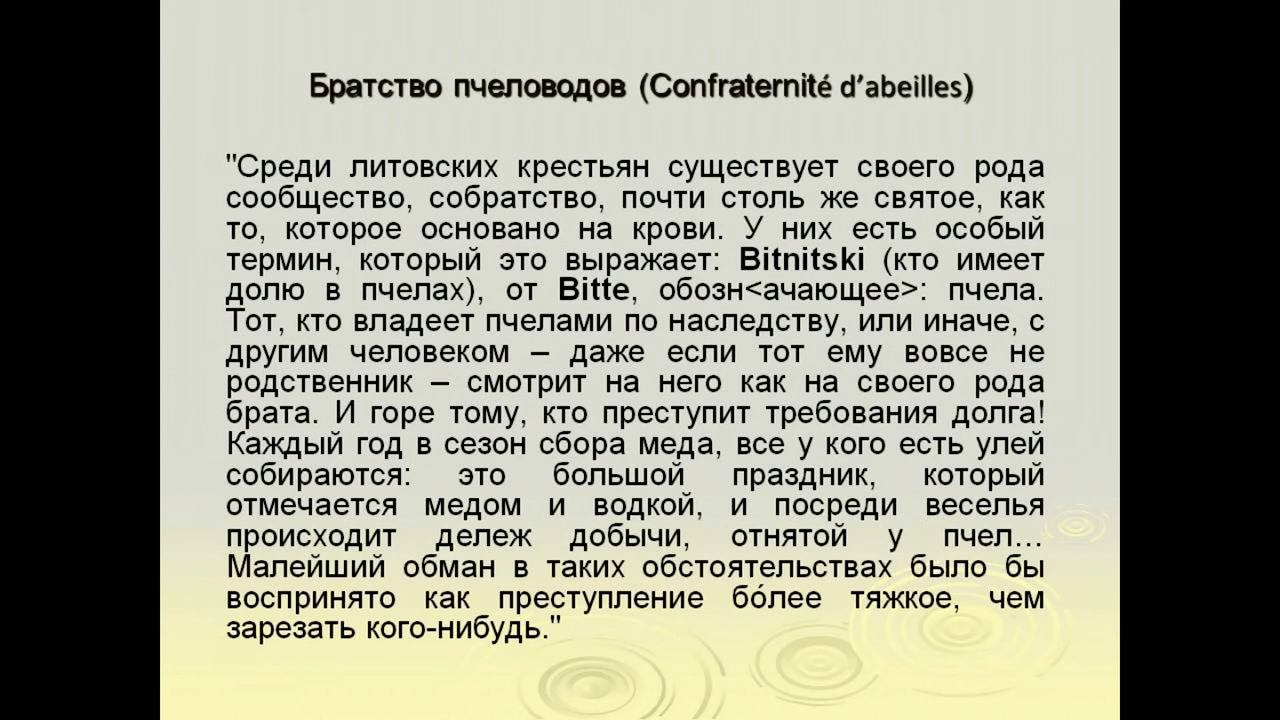 Братство пчеловодов (Confraternité d’abeilles)
"Среди литовских крестьян существует своего рода
сообщество, собратство, почти столь же святое, как
то, которое основано на крови. У них есть особый
термин, который это выражает: Bitnitski (кто имеет
долю в пчелах), от Bitte, обозн<ачающее>: пчела.
Тот, кто владеет пчелами по наследству, или иначе, с
другим человеком – даже если тот ему вовсе не
родственник – смотрит на него как на своего рода
брата. И горе тому, кто преступит требования долга!
Каждый год в сезон сбора меда, все у кого есть улей
собираются: это большой праздник, который
отмечается медом и водкой, и посреди веселья
происходит дележ добычи, отнятой у пчел…
Малейший обман в таких обстоятельствах было бы
воспринято как преступление бóлее тяжкое, чем
зарезать кого-нибудь."